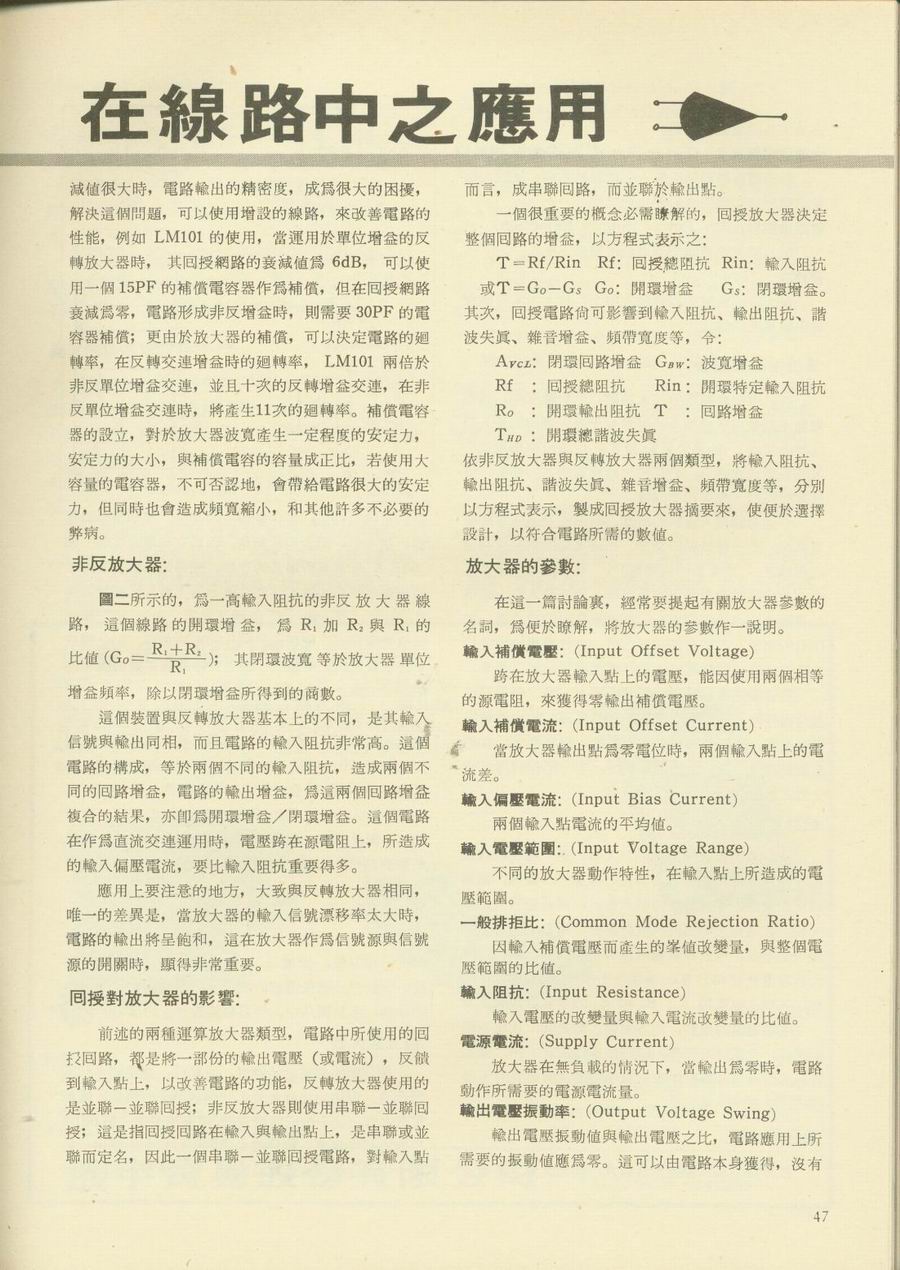 在線路中之應用
減値很大時，電路輸出的精密度，成爲很大的困擾，
解決這個問題，可以使用增設的線路，來改善電路的
性能，例如 LM101 的使用，當運用於單位增益的反
轉放大器時， 其回授網路的衰減値爲 6dB， 可以使
用一個 15PF 的補償電容器作爲補償，但在回授網路
衰減爲零，電路形成非反增益時，則需要 30PF 的電
容器補償；更由於放大器的補償，可以決定電路的廻
轉率，在反轉交連增益時的廻轉率， LM101 兩倍於
非反單位增益交連，並且十次的反轉增益交連，在非
反單位增益交連時，將產生11次的廻轉率。補償電容
器的設立，對於放大器波寬產生一定程度的安定力，
安定力的大小，與補償電容的容量成正比，若使用大
容量的電容器，不可否認地，會帶給電路很大的安定
力，但同時也會造成頻寬縮小，和其他許多不必要的
弊病。
非反放大器：
圖二所示的，爲一高輸入阻抗的非反 放 大 器 線
路， 這個線路 的開環增 益， 爲 R₁ 加 R₂ 與 R₁ 的
比値 (Go＝ R₁＋R₂ / R₁ )； 其閉環波寬 等於放大器 單位
增益頻率，除以閉環增益所得到的商數。
這個裝置與反轉放大器基本上的不同，是其輸入
信號與輸出同相，而且電路的輸入阻抗非常高。這個
電路的構成，等於兩個不同的輸入阻抗，造成兩個不
同的回路增益，電路的輸出增益，爲這兩個回路增益
複合的結果，亦卽爲開環增益／閉環增益。這個電路
在作爲直流交連運用時，電壓跨在源電阻上，所造成
的輸入偏壓電流，要比輸入阻抗重要得多。
應用上要注意的地方，大致與反轉放大器相同，
唯一的差異是，當放大器的輸入信號漂移率太大時，
電路的輸出將呈飽和，這在放大器作爲信號源與信號
源的開關時，顯得非常重要。
回授對放大器的影響：
前述的兩種運算放大器類型，電路中所使用的回
授回路，都是將一部份的輸出電壓（或電流），反饋
到輸入點上，以改善電路的功能，反轉放大器使用的
是並聯－並聯回授；非反放大器則使用串聯－並聯回
授；這是指回授回路在輸入與輸出點上，是串聯或並
聯而定名，因此一個串聯－並聯回授電路，對輸入點
而言，成串聯回路，而並聯於輸出點。
一個很重要的槪念必需瞭解的，回授放大器決定
整個回路的增益，以方程式表示之：
T＝Rf/Rin Rf：回授總阻抗 Rin：輸入阻抗
或T＝Go－Gs Go：開環增益 Gs：閉環增益。
其次，回授電路尙可影響到輸入阻抗、輸出阻抗、諧
波失眞、雜音增益、頻帶寬度等，令：
AVCL：閉環回路增益 GBW：波寬增益
Rf ：回授總阻抗 Rin：開環特定輸入阻抗
Ro ：開環輸出阻抗 T ：回路增益
THD ：開環總諧波失眞
依非反放大器與反轉放大器兩個類型，將輸入阻抗、
輸出阻抗、諧波失眞、雜音增益、頻帶寬度等，分別
以方程式表示，製成回授放大器摘要來，使便於選擇
設計，以符合電路所需的數値。
放大器的參數：
在這一篇討論裏，經常要提起有關放大器參數的
名詞，爲便於瞭解，將放大器的參數作一說明。
輸入補償電壓：(Input Offset Voltage)
跨在放大器輸入點上的電壓，能因使用兩個相等
的源電阻，來獲得零輸出補償電壓。
輸入補償電流：(Input Offset Current)
當放大器輸出點爲零電位時，兩個輸入點上的電
流差。
輸入偏壓電流：(Input Bias Current)
兩個輸入點電流的平均値。
輸入電壓範圍：(Input Voltage Range)
不同的放大器動作特性，在輸入點上所造成的電
壓範圍。
一般排拒比：(Common Mode Rejection Ratio)
因輸入補償電壓而產生的峯値改變量，與整個電
壓範圍的比値。
輸入阻抗：(Input Resistance)
輸入電壓的改變量與輸入電流改變量的比値。
電源電流：(Supply Current)
放大器在無負載的情況下，當輸出爲零時，電路
動作所需要的電源電流量。
輸出電壓振動率：(Output Voltage Swing)
輸出電壓振動値與輸出電壓之比，電路應用上所
需要的振動値應爲零。這可以由電路本身獲得，沒有
47